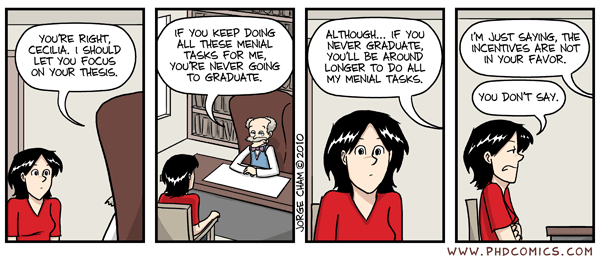 YOU'RE RIGHT,
CECILIA. I SHOULD
LET YOU FOCUS
ON YOUR THESIS.
IF YOU KEEP DOING
ALL THESE MENIAL
TASKS FOR ME,
YOU'RE NEVER GOING
TO GRADUATE.
JORGE CHAM © 2010
ALTHOUGH... IF YOU
NEVER GRADUATE,
YOU'LL BE AROUND
LONGER TO DO ALL
MY MENIAL TASKS.
I'M JUST SAYING, THE
INCENTIVES ARE NOT
IN YOUR FAVOR.
YOU DON'T SAY.
WWW.PHDCOMICS.COM